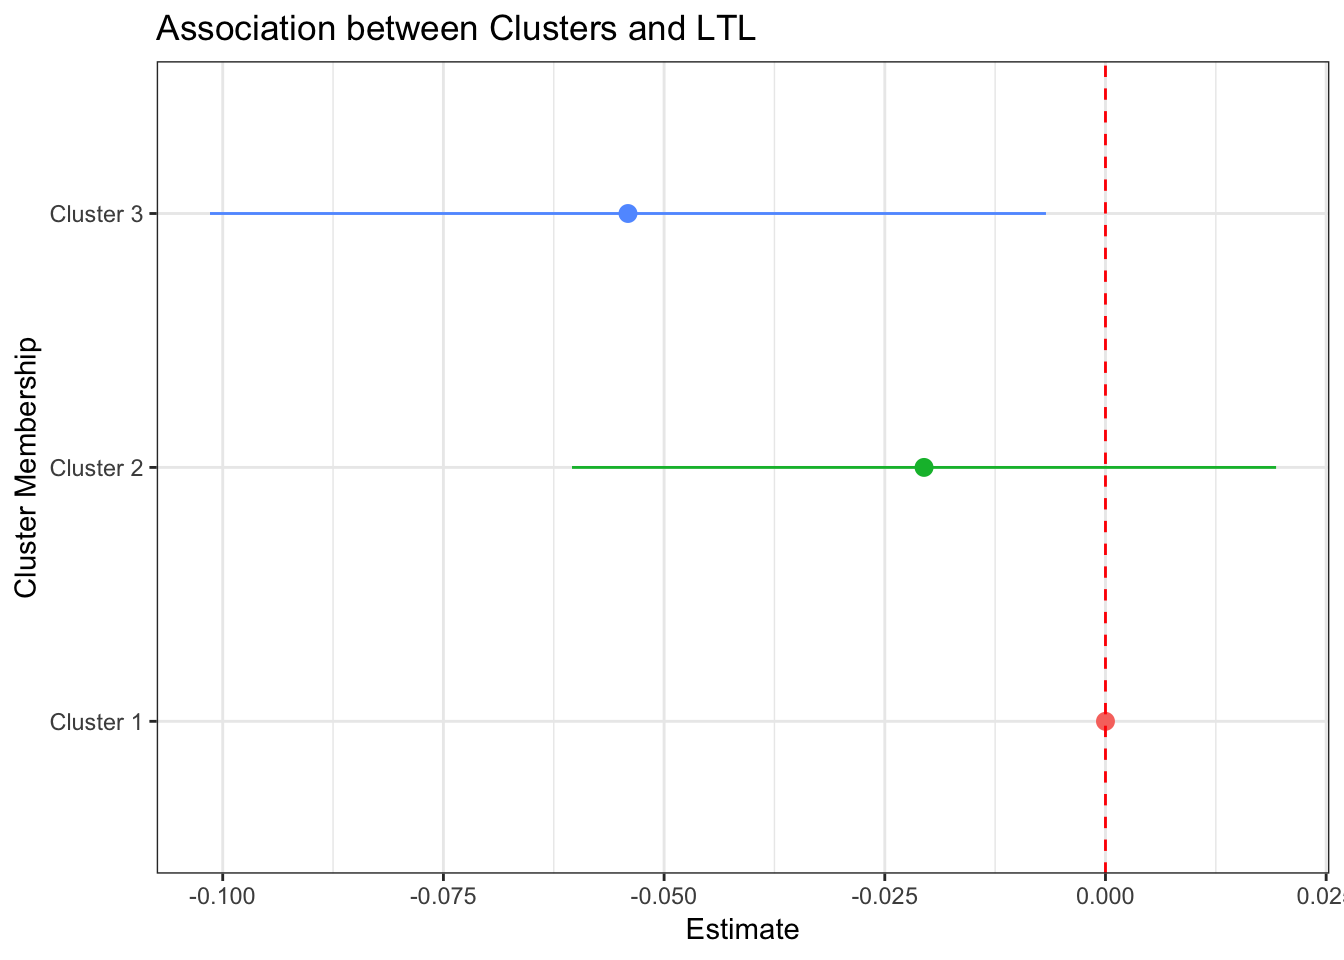 Association between Clusters and LTL
Cluster 3
Cluster 2
Cluster 1
Cluster Membership
-0.100 -0.075 -0.050 -0.025 0.000
Estimate